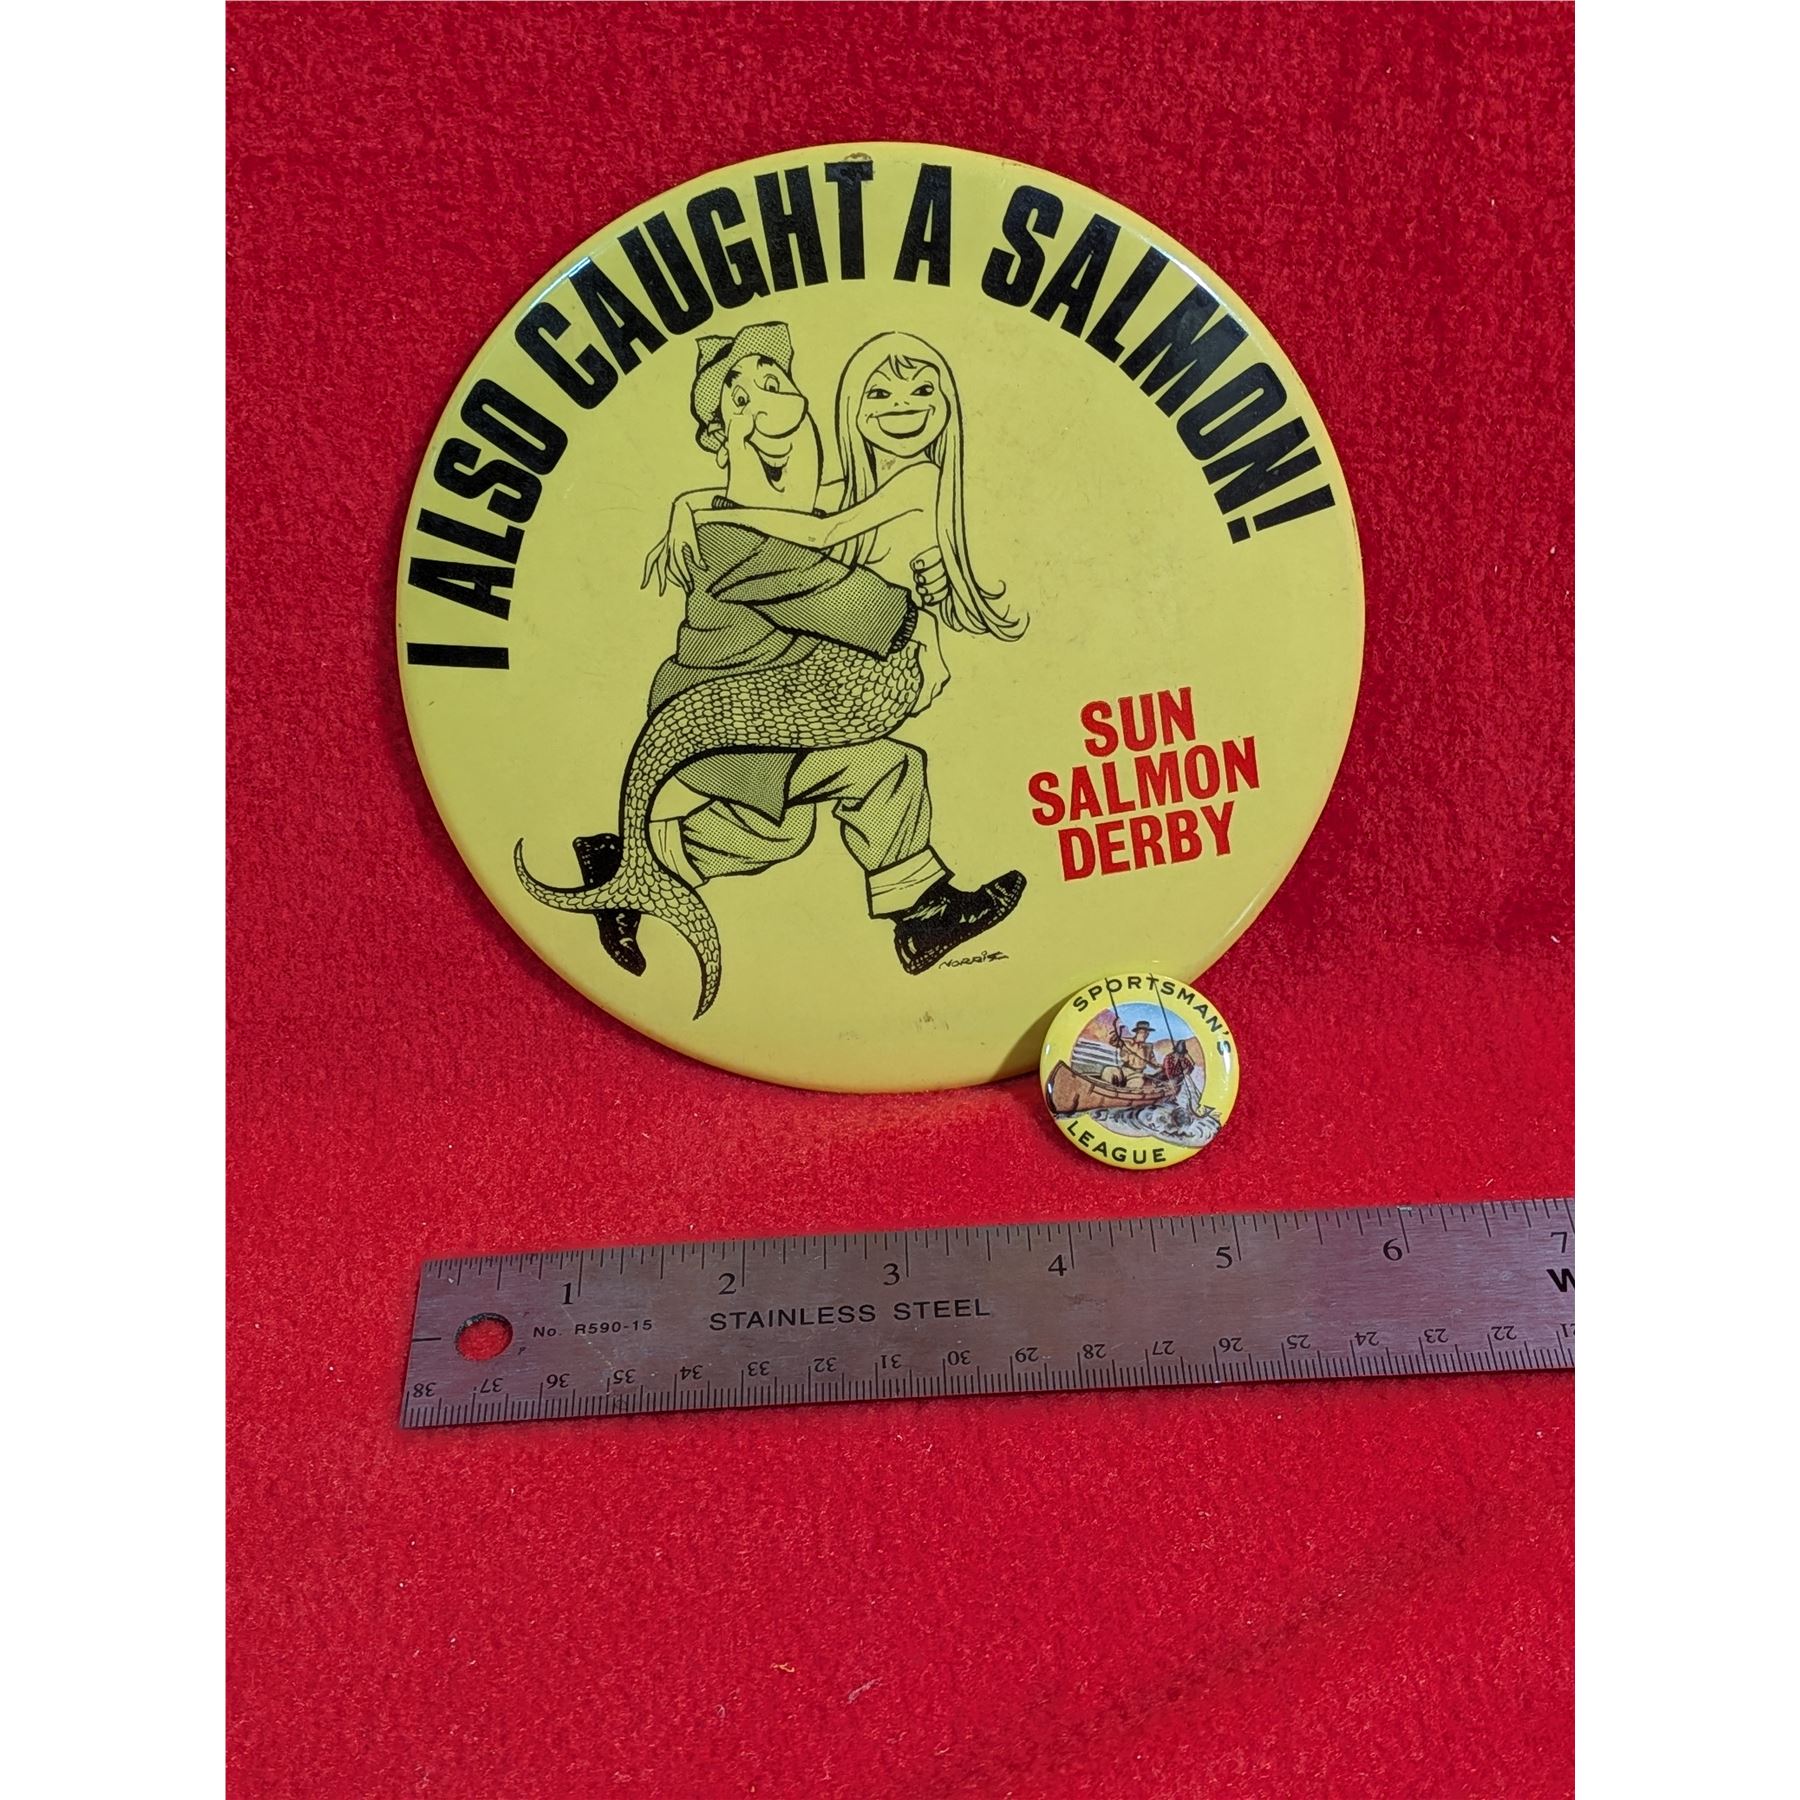 I ALSO CAUGHT A SALMON!
SUN
SALMON
DERBY
NORRIS
SPORTSMAN'S
LEAGUE
1 2 3 4 5 6 7
No. R590-15
STAINLESS STEEL
38 37 36 35 34 33 32 31 30 29 28 27 26 25 24 23 22 21